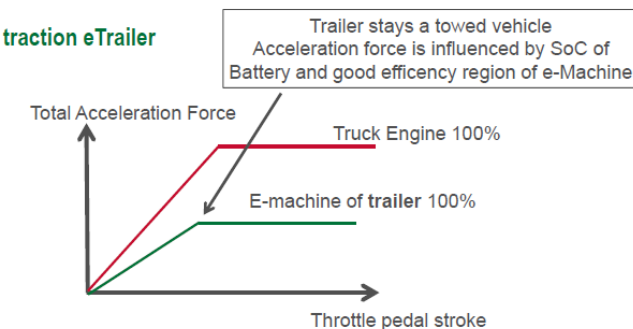 traction eTrailer
Trailer stays a towed vehicle
Acceleration force is influenced by SoC of
Battery and good efficency region of e-Machine
Total Acceleration Force
Truck Engine 100%
E-machine of trailer 100%
Throttle pedal stroke